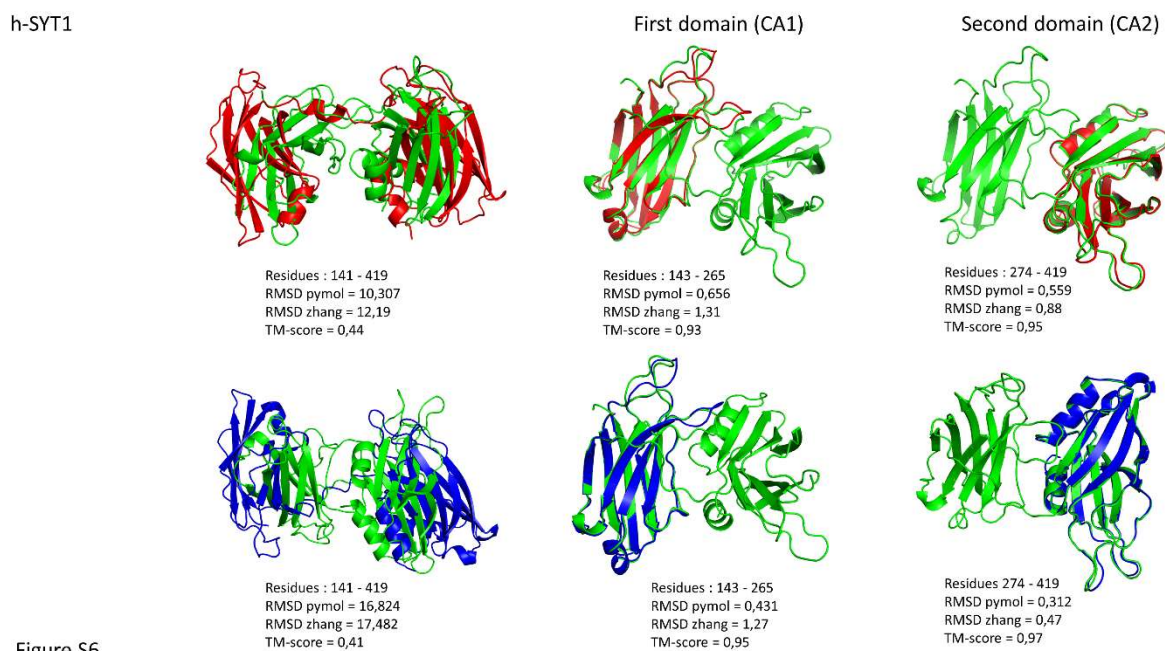 h-SYT1
First domain (CA1)
Second domain (CA2)
Residues : 141 - 419
RMSD pymol = 10,307
RMSD zhang = 12,19
TM-score = 0,44
Residues : 143 - 265
RMSD pymol = 0,656
RMSD zhang = 1,31
TM-score = 0,93
Residues : 274 - 419
RMSD pymol = 0,559
RMSD zhang = 0,88
TM-score = 0,95
Residues : 141 - 419
RMSD pymol = 16,824
RMSD zhang = 17,482
TM-score = 0,41
Residues : 143 - 265
RMSD pymol = 0,431
RMSD zhang = 1,27
TM-score = 0,95
Residues 274 - 419
RMSD pymol = 0,312
RMSD zhang = 0,47
TM-score = 0,97
Figure S6